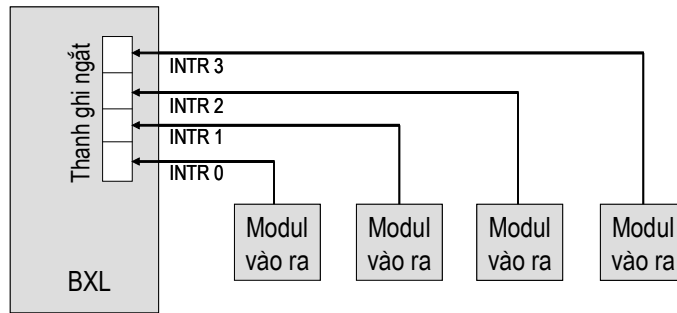 Thanh ghi ngắt
INTR 3
INTR 2
INTR 1
INTR 0
Modul
vào ra
Modul
vào ra
Modul
vào ra
Modul
vào ra
BXL